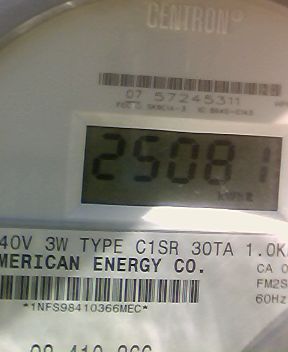 CENTRON®
07 57245311
25081
kWh
40V 3W TYPE C1SR 30TA 1.0K
MERICAN ENERGY CO.
CA 0
FM2S
60Hz
*1NFS98410366MEC*